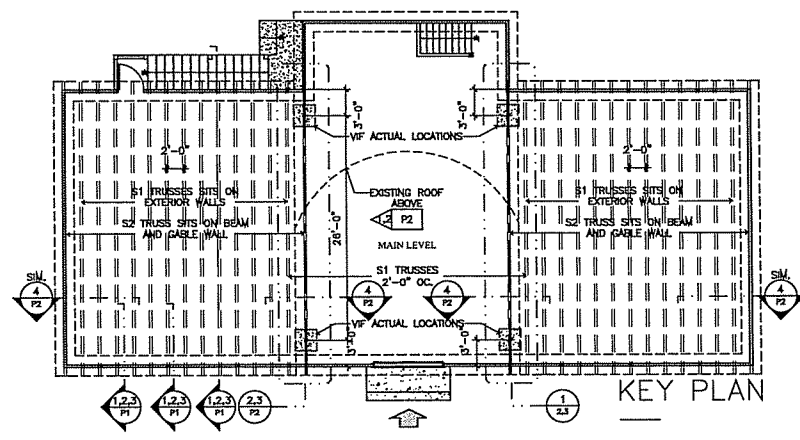 3'-0"
3'-0"
VIF ACTUAL LOCATIONS
2'-0"
2'-0"
S1 TRUSSES SITS ON
EXTERIOR WALLS
S2 TRUSS SITS ON BEAM
AND GABLE WALL
EXISTING ROOF
ABOVE
1,2 P2
MAIN LEVEL
28'-0"
S1 TRUSSES SITS ON
EXTERIOR WALLS
S2 TRUSS SITS ON BEAM
AND GABLE WALL
S1 TRUSSES
2'-0" OC.
SIM.
4
P2
4
P2
4
P2
SIM.
4
P2
VIF ACTUAL LOCATIONS
3'-0"
3'-0"
1,2,3
P1
1,2,3
P1
1,2,3
P1
2,3
P2
1
2,3
KEY PLAN